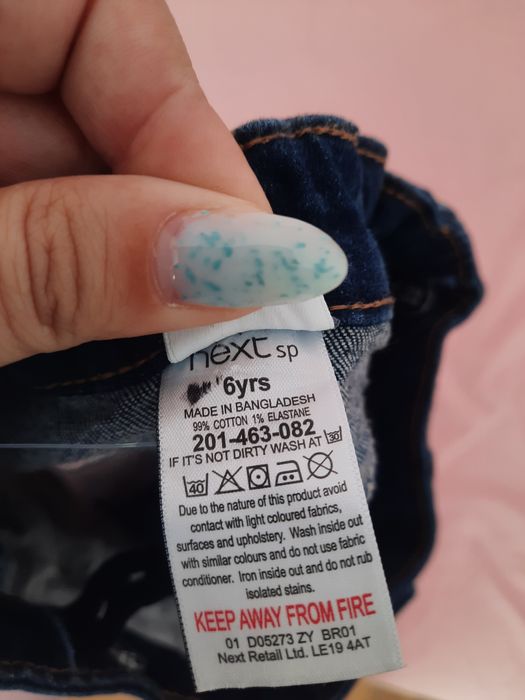 next sp
6yrs
MADE IN BANGLADESH
99% COTTON 1% ELASTANE
201-463-082
IF IT'S NOT DIRTY WASH AT 30
40
Due to the nature of this product avoid
contact with light coloured fabrics,
surfaces and upholstery. Wash inside out
with similar colours and do not use fabric
conditioner. Iron inside out and do not rub
isolated stains.
KEEP AWAY FROM FIRE
01 D05273 ZY BR01
Next Retail Ltd. LE19 4AT